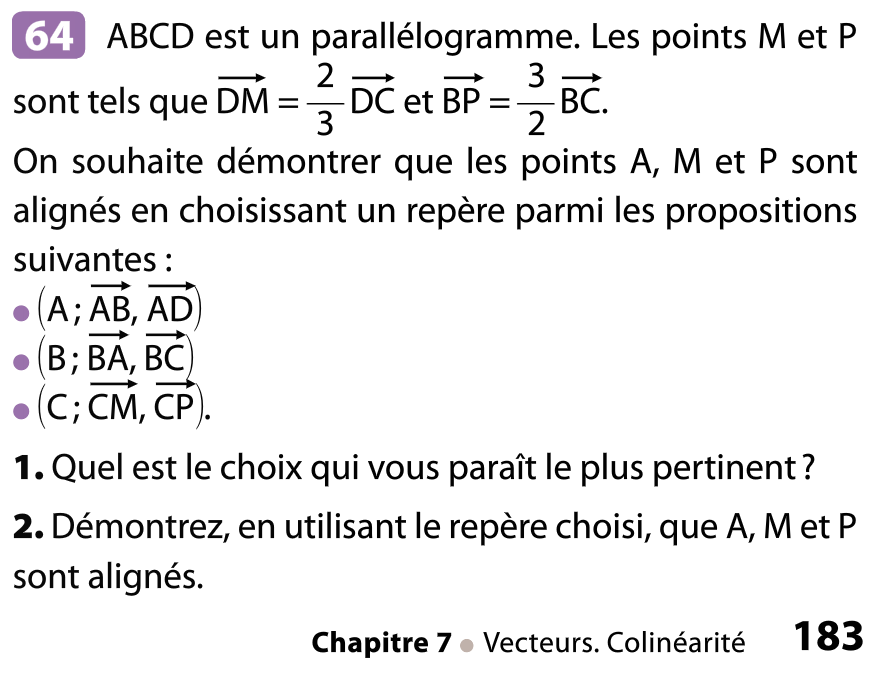 64 ABCD est un parallélogramme. Les points M et P
sont tels que $\overrightarrow{DM} = \frac{2}{3} \overrightarrow{DC}$ et $\overrightarrow{BP} = \frac{3}{2} \overrightarrow{BC}$.
On souhaite démontrer que les points A, M et P sont
alignés en choisissant un repère parmi les propositions
suivantes :
• $(A ; \overrightarrow{AB}, \overrightarrow{AD})$
• $(B ; \overrightarrow{BA}, \overrightarrow{BC})$
• $(C ; \overrightarrow{CM}, \overrightarrow{CP})$.
1. Quel est le choix qui vous paraît le plus pertinent ?
2. Démontrez, en utilisant le repère choisi, que A, M et P
sont alignés.
Chapitre 7 • Vecteurs. Colinéarité 183